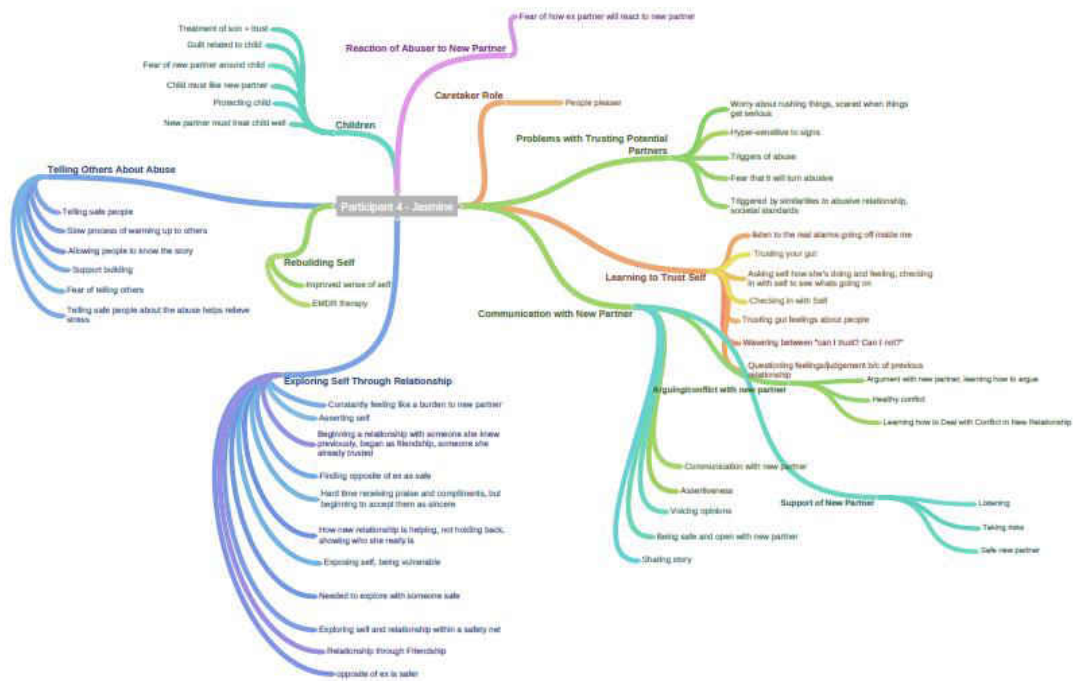 Fear of how ex partner will react to new partner
Reaction of Abuser to New Partner
Treatment of son = trust
Guilt related to child
Fear of new partner around child
Child must like new partner
Protecting child
New partner must treat child well
Children
Caretaker Role
People pleaser
Problems with Trusting Potential
Partners
Worry about rushing things, scared when things
get serious
Hyper-sensitive to signs
Triggers of abuse
Fear that it will turn abusive
Triggered by similarities to abusive relationship,
societal standards
Telling Others About Abuse
Telling safe people
Slow process of warming up to others
Allowing people to know the story
Support building
Fear of telling others
Telling safe people about the abuse helps relieve
stress
Participant 4 - Jasmine
Rebuilding Self
Improved sense of self
EMDR therapy
Learning to Trust Self
listen to the real alarms going off inside me
Trusting your gut
Asking self how she's doing and feeling, checking
in with self to see whats going on
Checking in with Self
Trusting gut feelings about people
Wavering between "can I trust? Can I not?"
Questioning feelings/judgement b/c of previous
relationship
Communication with New Partner
Arguing/conflict with new partner
Argument with new partner, learning how to argue
Healthy conflict
Learning how to Deal with Conflict in New Relationship
Communication with new partner
Assertiveness
Voicing opinions
Being safe and open with new partner
Sharing story
Support of New Partner
Listening
Taking time
Safe new partner
Exploring Self Through Relationship
Constantly feeling like a burden to new partner
Asserting self
Beginning a relationship with someone she knew
previously, began as friendship, someone she
already trusted
Finding opposite of ex as safe
Hard time receiving praise and compliments, but
beginning to accept them as sincere
How new relationship is helping, not holding back,
showing who she really is
Exposing self, being vulnerable
Needed to explore with someone safe
Exploring self and relationship within a safety net
Relationship through Friendship
opposite of ex is safer